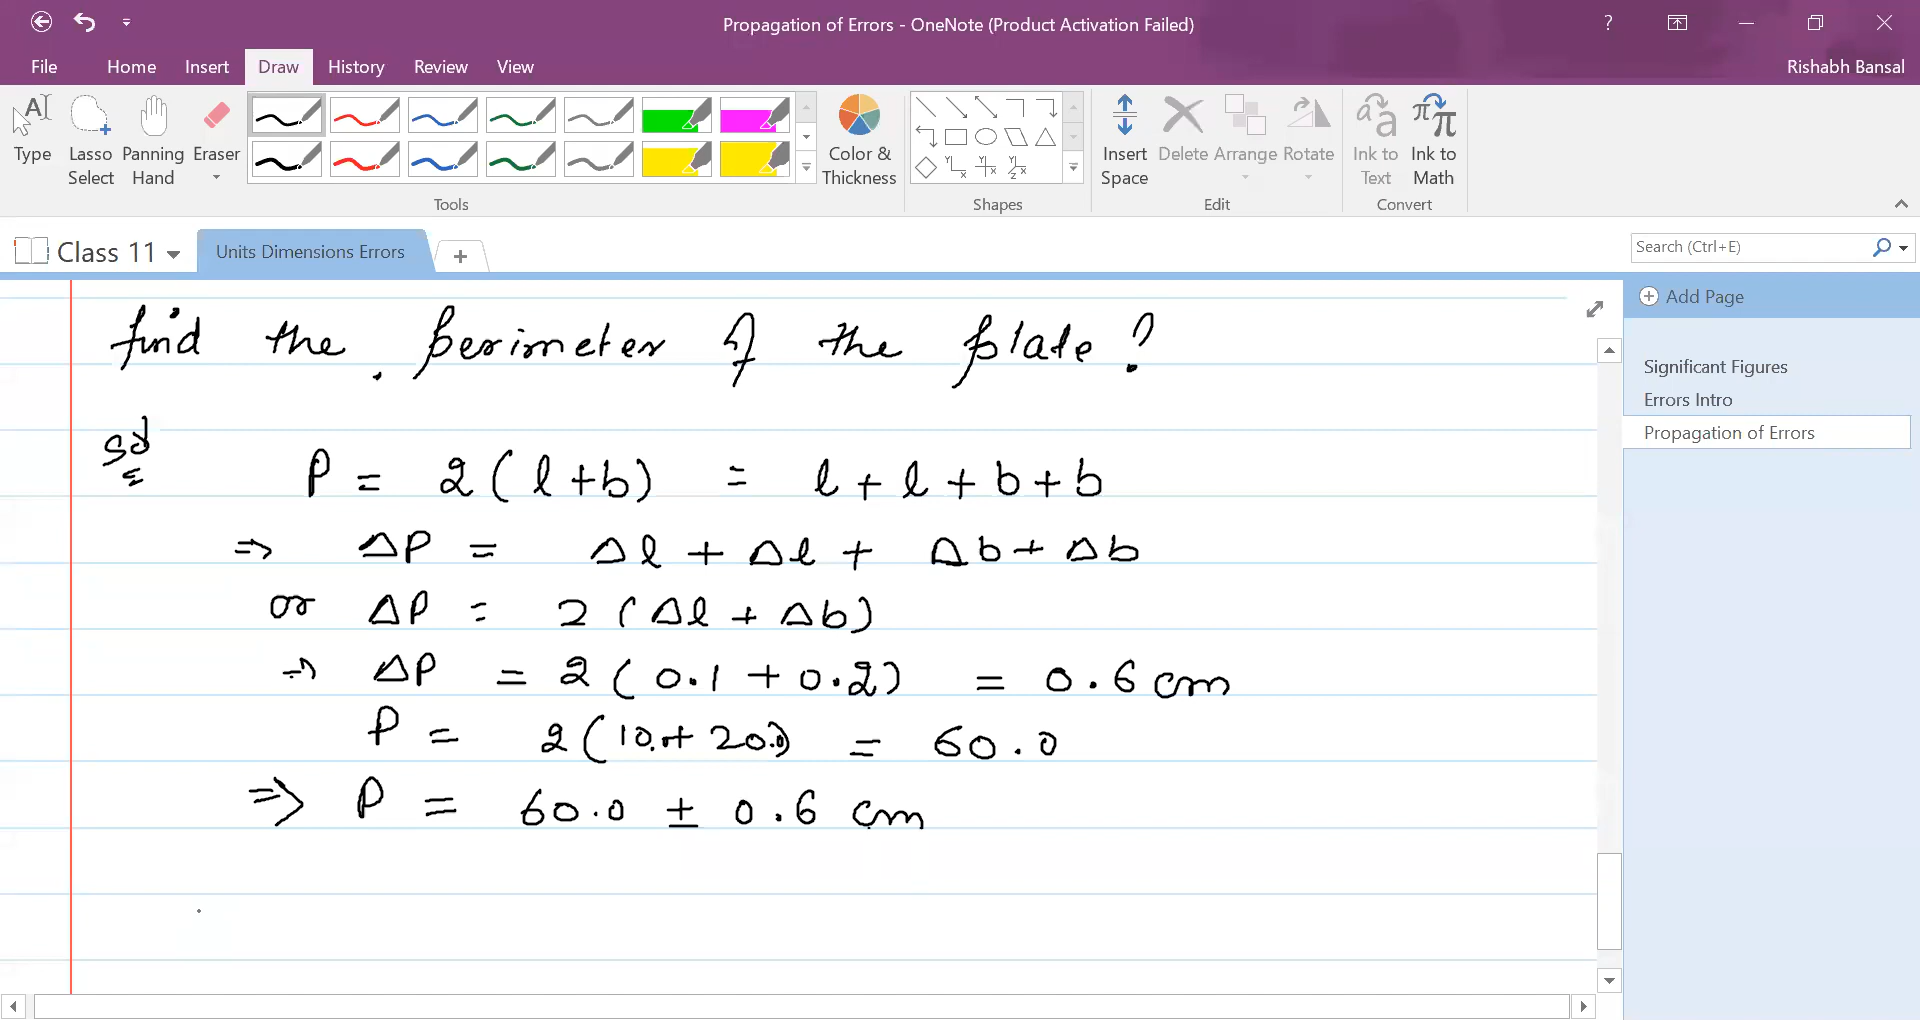 Propagation of Errors - OneNote (Product Activation Failed)
?
File Home Insert Draw History Review View
Rishabh Bansal
Type
Lasso Select
Panning Hand
Eraser
Color & Thickness
Insert Space
Delete
Arrange
Rotate
Ink to Text
Ink to Math
Tools
Shapes
Edit
Convert
Class 11
Units Dimensions Errors
Search (Ctrl+E)
Add Page
Significant Figures
Errors Intro
Propagation of Errors
find the perimeter of the plate?
Sol
P = 2(l+b) = l+l+b+b
⇒ ΔP = Δl + Δl + Δb + Δb
or ΔP = 2(Δl + Δb)
⇒ ΔP = 2(0.1 + 0.2) = 0.6 cm
P = 2(10.0+ 20.0) = 60.0
⇒ P = 60.0 ± 0.6 cm